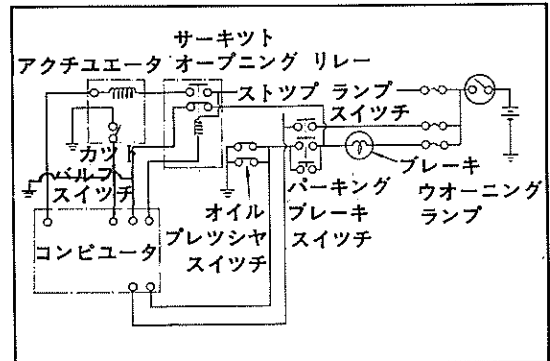 サーキツト
アクチユエータ オープニング リレー
ストツプ ランプ
スイッチ
カツト
バルブ
スイッチ
オイル
プレツシヤ
スイッチ
パーキング
ブレーキ
スイッチ
ブレーキ
ウオーニング
ランプ
コンピユータ